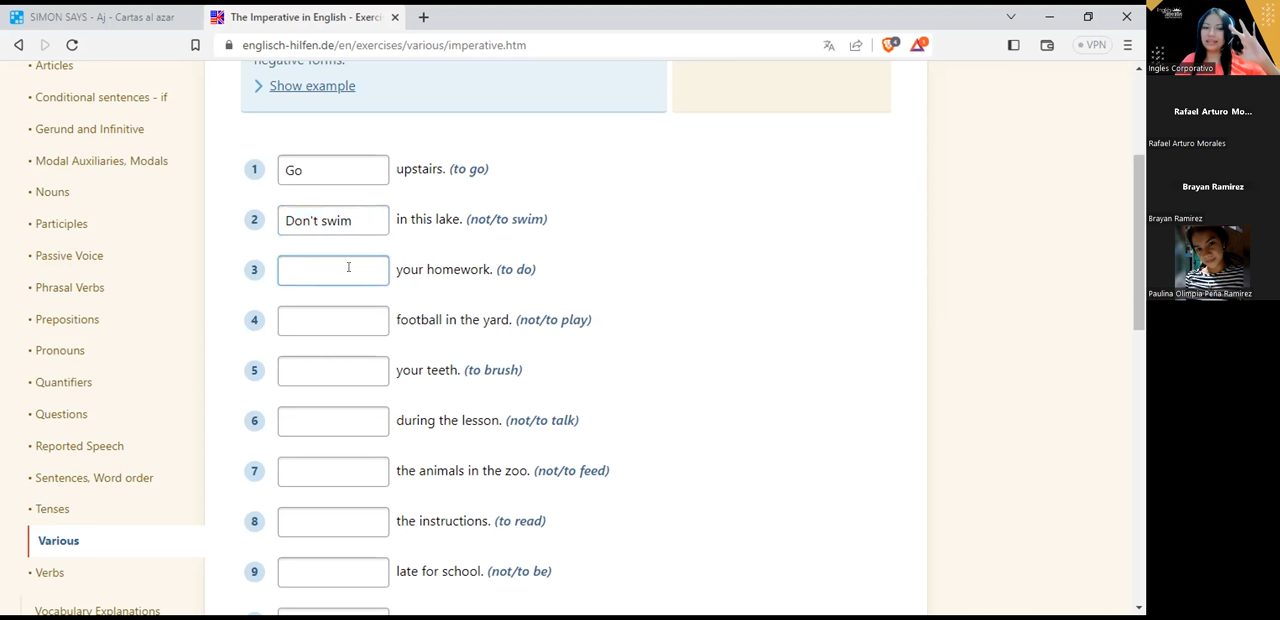 SIMON SAYS - Aj - Cartas al azar
The Imperative in English - Exerci
englisch-hilfen.de/en/exercises/various/imperative.htm
4
1
VPN
Ingles Corporativo
Rafael Arturo Mo...
Rafael Arturo Morales
Brayan Ramirez
Brayan Ramirez
Paulina Olimpia Peña Ramirez
• Articles
• Conditional sentences - if
• Gerund and Infinitive
• Modal Auxiliaries, Modals
• Nouns
• Participles
• Passive Voice
• Phrasal Verbs
• Prepositions
• Pronouns
• Quantifiers
• Questions
• Reported Speech
• Sentences, Word order
• Tenses
Various
• Verbs
Vocabulary Explanations
negative forms.
Show example
1 Go upstairs. (to go)
2 Don't swim in this lake. (not/to swim)
3 your homework. (to do)
4 football in the yard. (not/to play)
5 your teeth. (to brush)
6 during the lesson. (not/to talk)
7 the animals in the zoo. (not/to feed)
8 the instructions. (to read)
9 late for school. (not/to be)